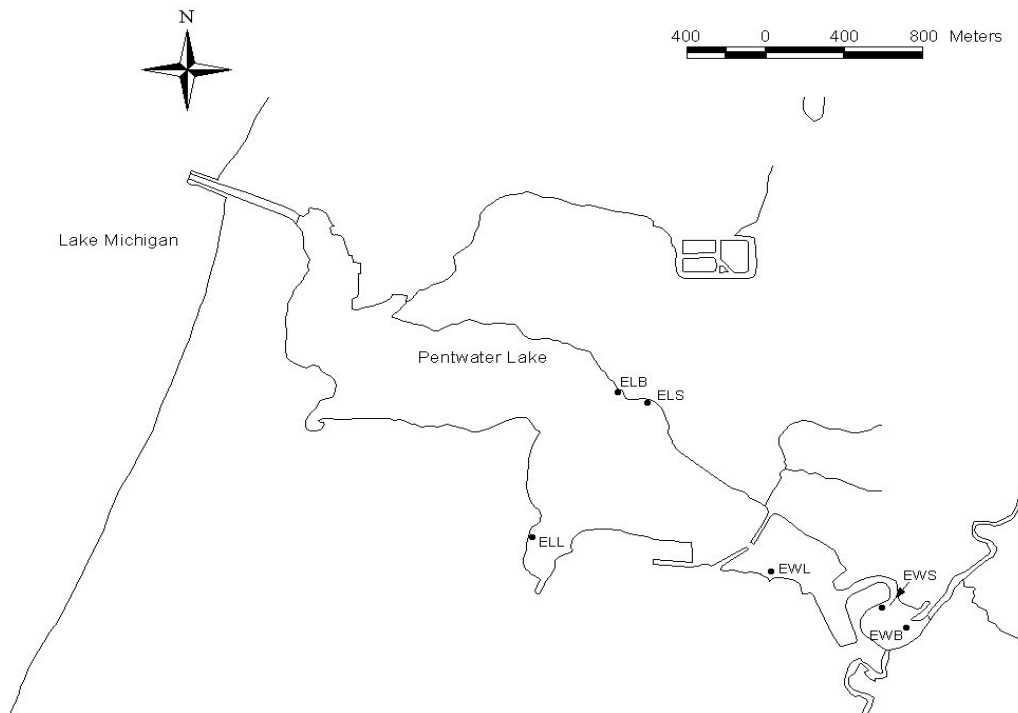 N
400 0 400 800 Meters
Lake Michigan
Pentwater Lake
ELB
ELS
ELL
EWL
EWS
EWB